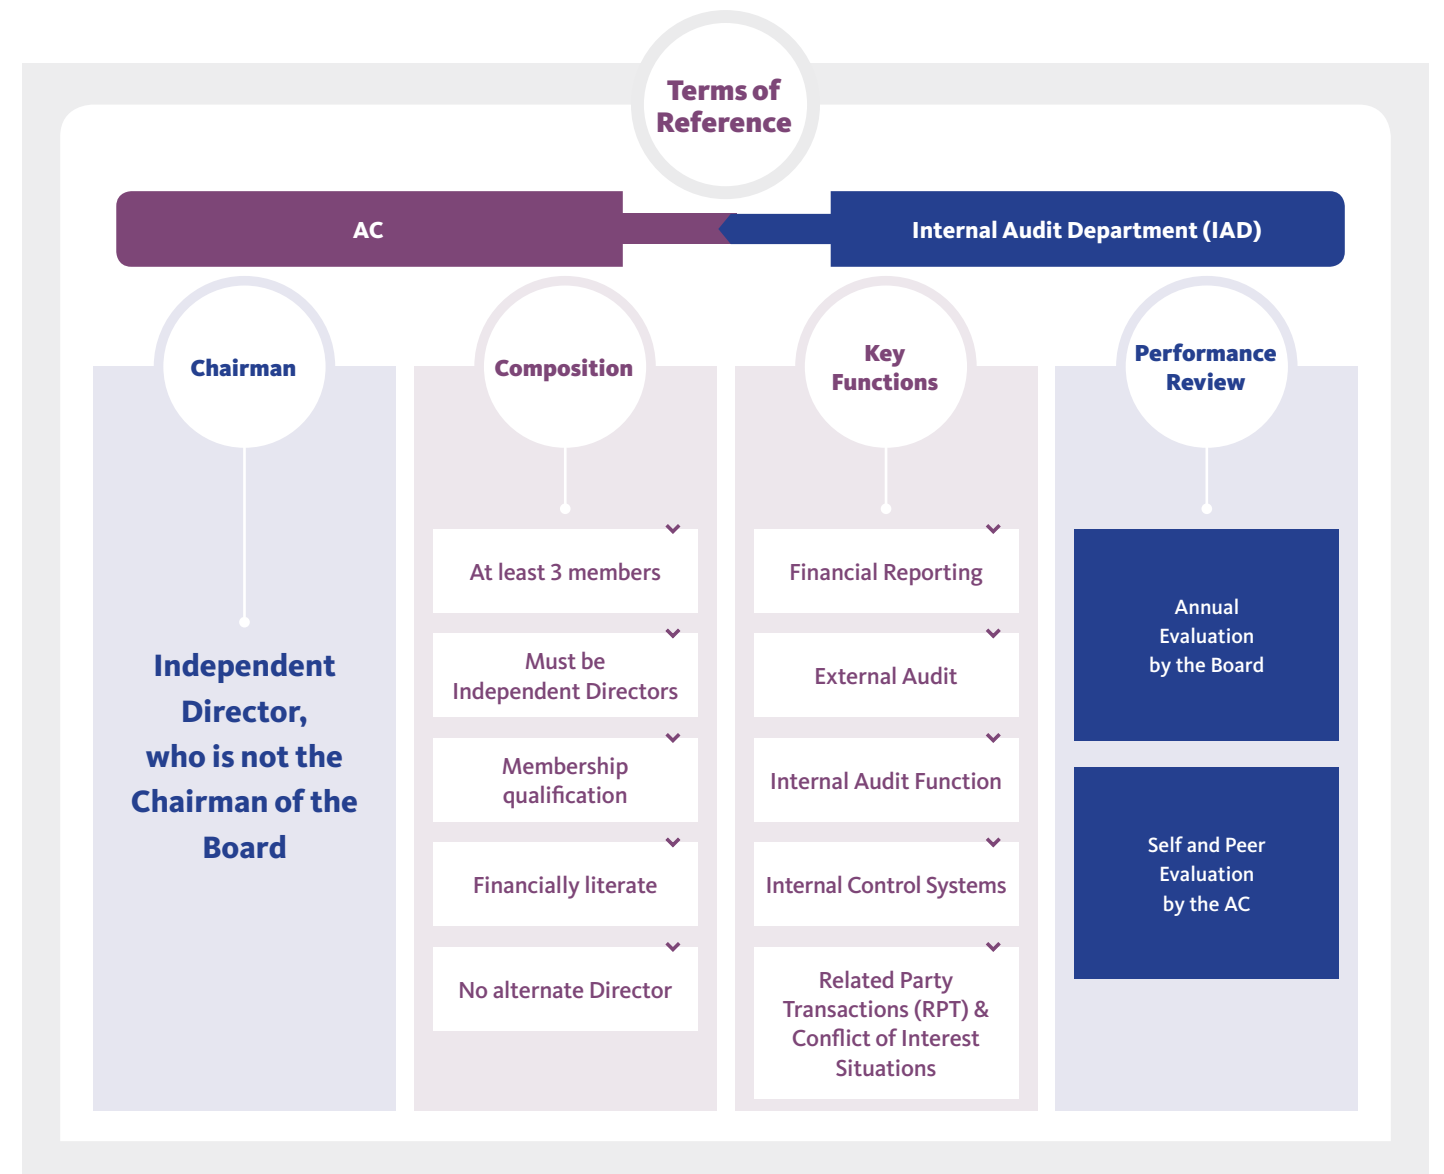 Terms of
Reference
AC
Internal Audit Department (IAD)
Chairman
Independent
Director,
who is not the
Chairman of the
Board
Composition
At least 3 members
Must be
Independent Directors
Membership
qualification
Financially literate
No alternate Director
Key
Functions
Financial Reporting
External Audit
Internal Audit Function
Internal Control Systems
Related Party
Transactions (RPT) &
Conflict of Interest
Situations
Performance
Review
Annual
Evaluation
by the Board
Self and Peer
Evaluation
by the AC